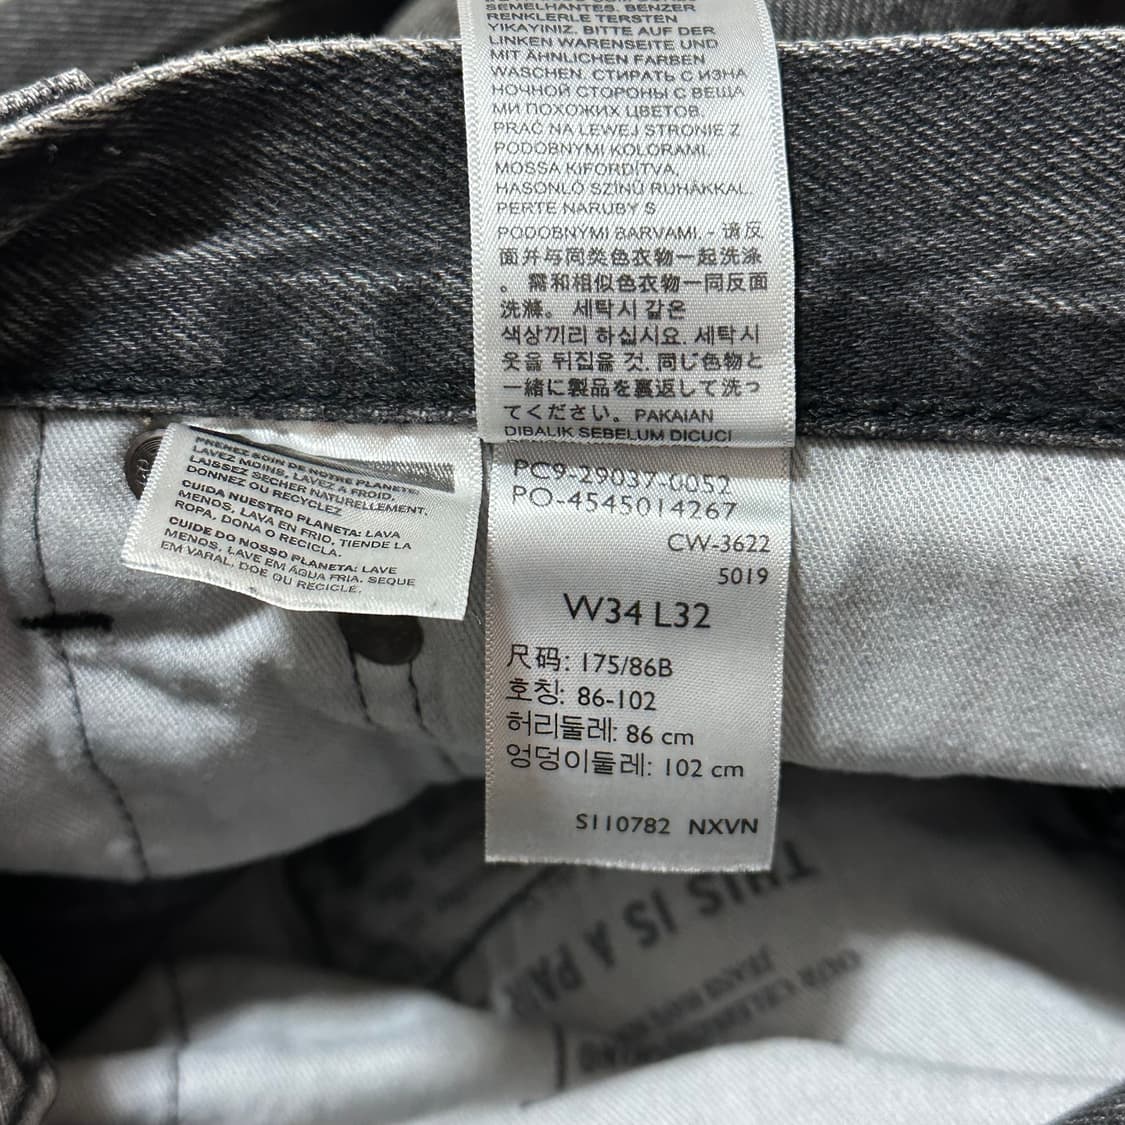 SEMELHANTES. BENZER
RENKLERLE TERSTEN
YIKAYINIZ. BITTE AUF DER
LINKEN WARENSEITE UND
MIT ÄHNLICHEN FARBEN
WASCHEN. СТИРАТЬ С ИЗНА
НОЧНОЙ СТОРОНЫ С ВЕЩА
МИ ПОХОЖИХ ЦВЕТОВ.
PRAĆ NA LEWEJ STRONIE Z
PODOBNYMI KOLORAMI.
MOSSA KIFORDÍTVA,
HASONLÓ SZÍNŰ RUHÁKKAL.
PERTE NARUBY S
PODOBNYMI BARVAMI. - 请反
面并与同类色衣物一起洗涤
。 需和相似色衣物一同反面
洗滌。 세탁시 같은
색상끼리 하십시요. 세탁시
옷을 뒤집을 것. 同じ色物と
一緒に製品を裏返して洗っ
てください。 PAKAIAN
DIBALIK SEBELUM DICUCI
PRENEZ SOIN DE NOTRE PLANETE:
LAVEZ MOINS, LAVEZ A FROID,
LAISSEZ SECHER NATURELLEMENT,
DONNEZ OU RECYCLEZ
CUIDA NUESTRO PLANETA: LAVA
MENOS, LAVA EN FRIO, TIENDE LA
ROPA, DONA O RECICLA.
CUIDE DO NOSSO PLANETA: LAVE
MENOS, LAVE EM ÁGUA FRIA, SEQUE
EM VARAL, DOE OU RECICLE.
PC9-29037-0052
PO-4545014267
CW-3622
5019
W34 L32
尺码: 175/86B
호칭: 86-102
허리둘레: 86 cm
엉덩이둘레: 102 cm
S110782 NXVN
THIS IS A PAIR